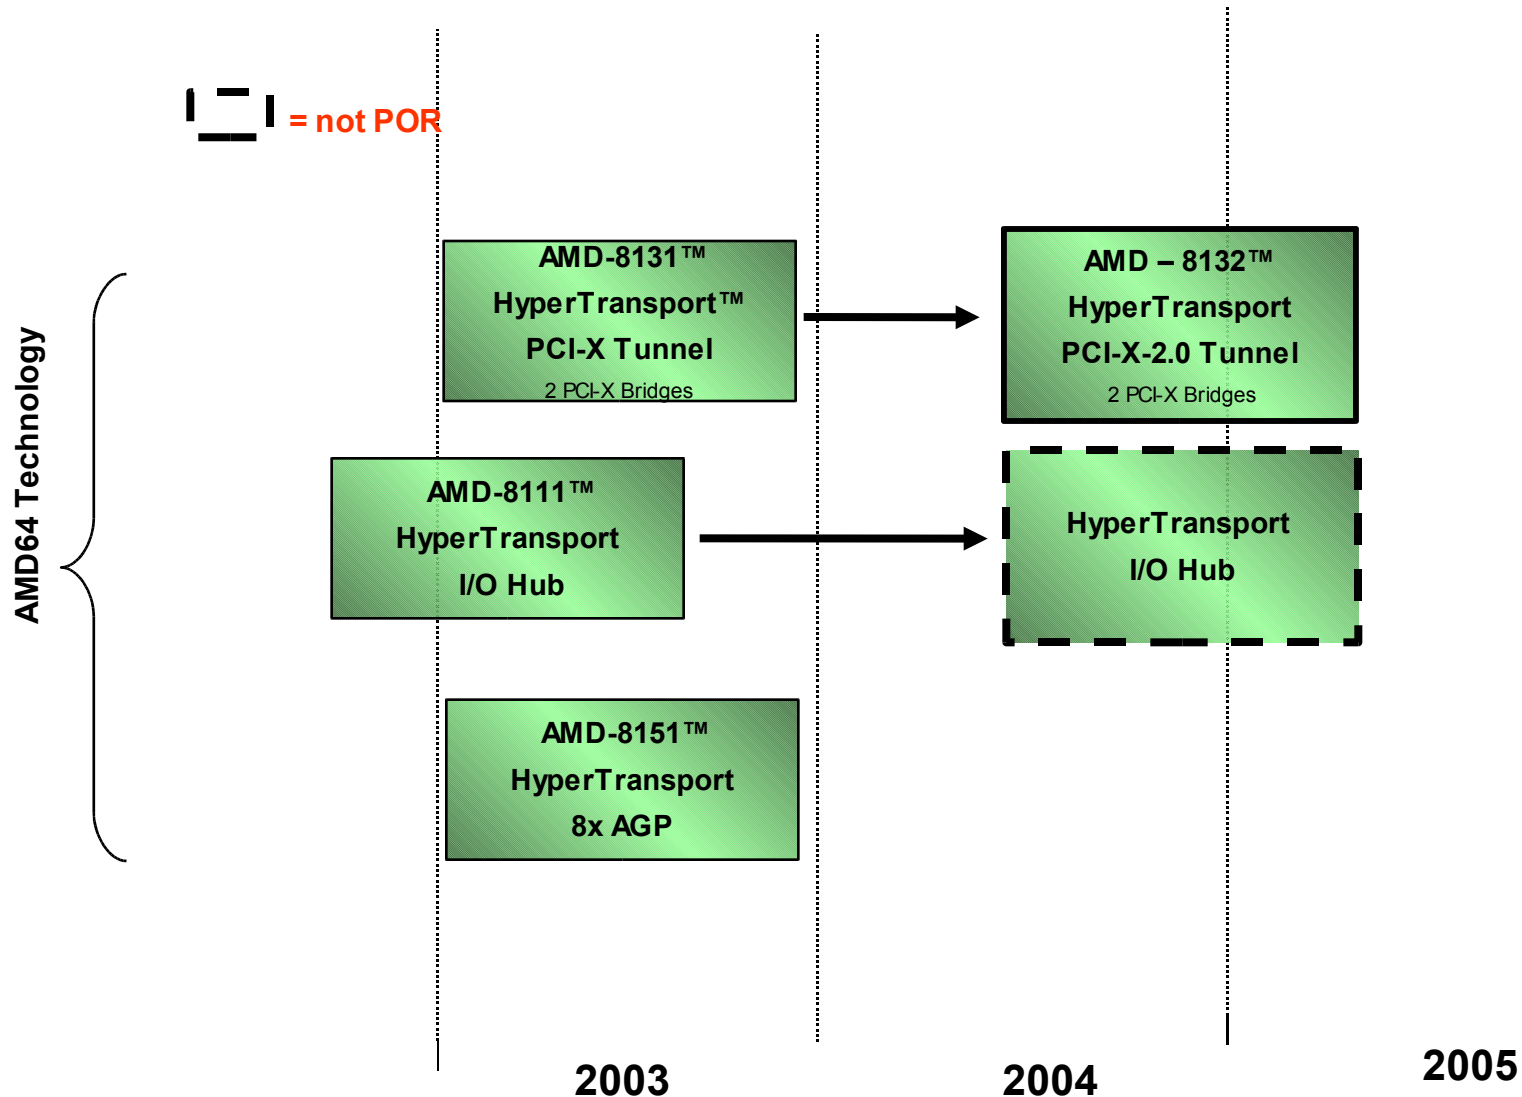 = not POR
AMD64 Technology
AMD-8131™
HyperTransport™
PCI-X Tunnel
2 PCI-X Bridges
AMD – 8132™
HyperTransport
PCI-X-2.0 Tunnel
2 PCI-X Bridges
AMD-8111™
HyperTransport
I/O Hub
HyperTransport
I/O Hub
AMD-8151™
HyperTransport
8x AGP
2003
2004
2005